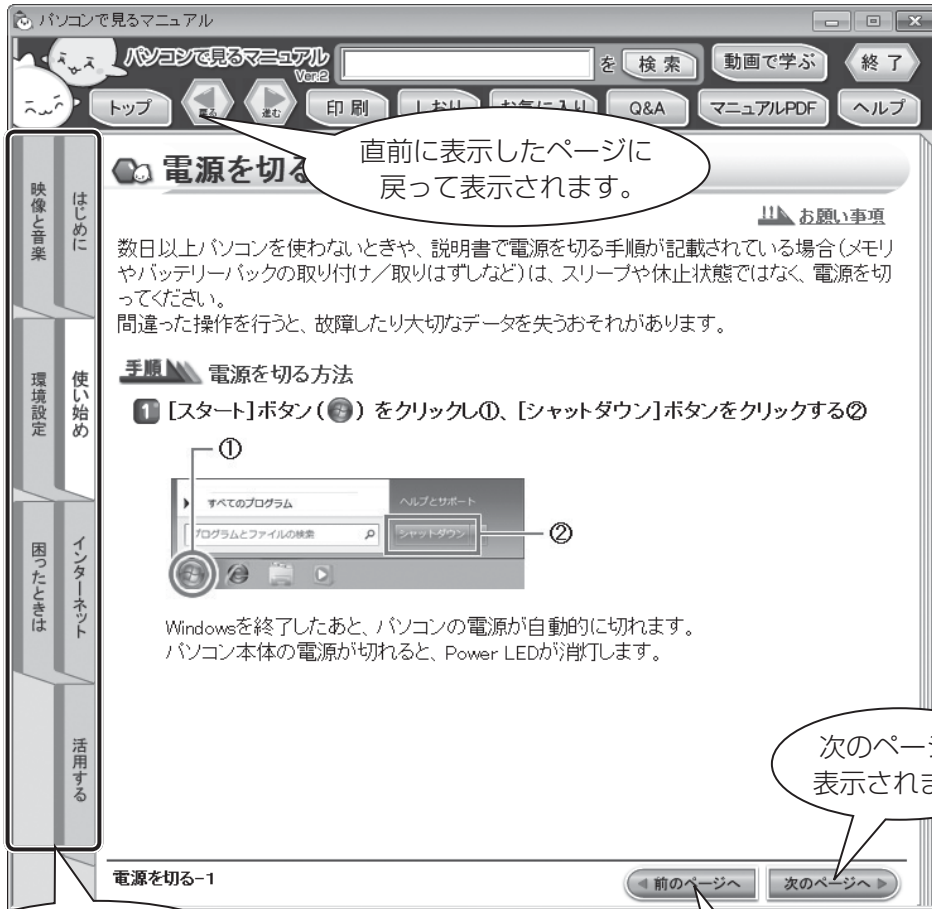 パソコンで見るマニュアル
パソコンで見るマニュアル
Ver.2
を 検索 動画で学ぶ 終了
トップ 戻る 進む 印刷 しおり お気に入り Q&A マニュアルPDF ヘルプ
直前に表示したページに
戻って表示されます。
映像と音楽
はじめに
環境設定
使い始め
困ったときは
インターネット
活用する
電源を切る
お願い事項
数日以上パソコンを使わないときや、説明書で電源を切る手順が記載されている場合(メモリ
やバッテリーパックの取り付け／取りはずしなど)は、スリープや休止状態ではなく、電源を切
ってください。
間違った操作を行うと、故障したり大切なデータを失うおそれがあります。
手順 電源を切る方法
1 [スタート]ボタン( )をクリックし①、[シャットダウン]ボタンをクリックする②
①
すべてのプログラム ヘルプとサポート
プログラムとファイルの検索 シャットダウン ②
Windowsを終了したあと、パソコンの電源が自動的に切れます。
パソコン本体の電源が切れると、Power LEDが消灯します。
次のペー
表示されま
電源を切る-1 前のページへ 次のページへ